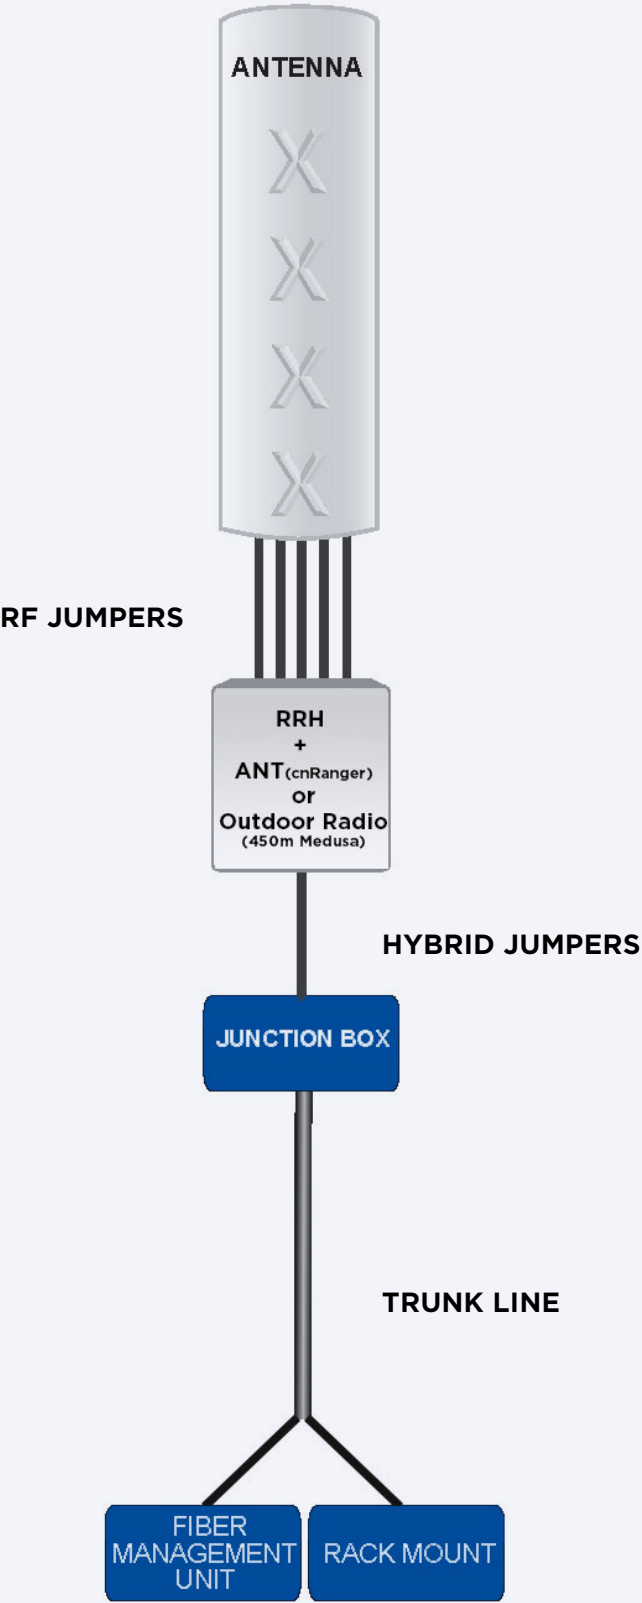 ANTENNA
X
X
X
X
RF JUMPERS
RRH
+
ANT(cnRanger)
or
Outdoor Radio
(450m Medusa)
HYBRID JUMPERS
JUNCTION BOX
TRUNK LINE
FIBER
MANAGEMENT
UNIT
RACK MOUNT